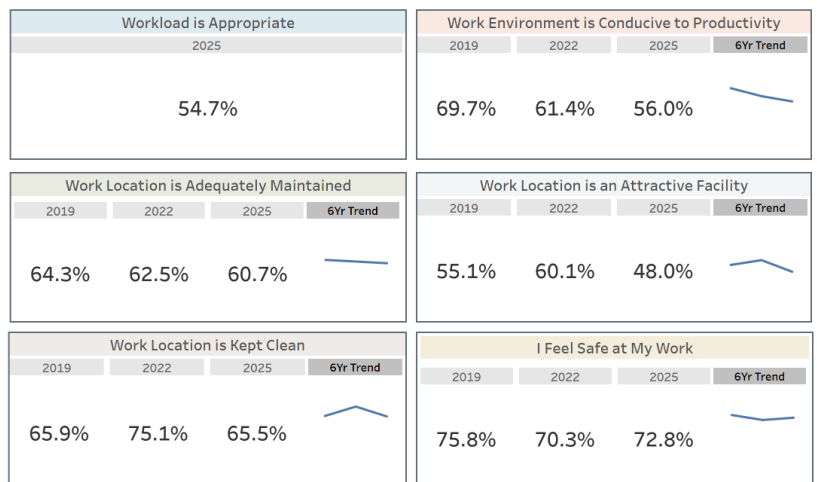 Workload is Appropriate
2025
54.7%
Work Environment is Conducive to Productivity
2019 2022 2025 6Yr Trend
69.7% 61.4% 56.0%
Work Location is Adequately Maintained
2019 2022 2025 6Yr Trend
64.3% 62.5% 60.7%
Work Location is an Attractive Facility
2019 2022 2025 6Yr Trend
55.1% 60.1% 48.0%
Work Location is Kept Clean
2019 2022 2025 6Yr Trend
65.9% 75.1% 65.5%
I Feel Safe at My Work
2019 2022 2025 6Yr Trend
75.8% 70.3% 72.8%